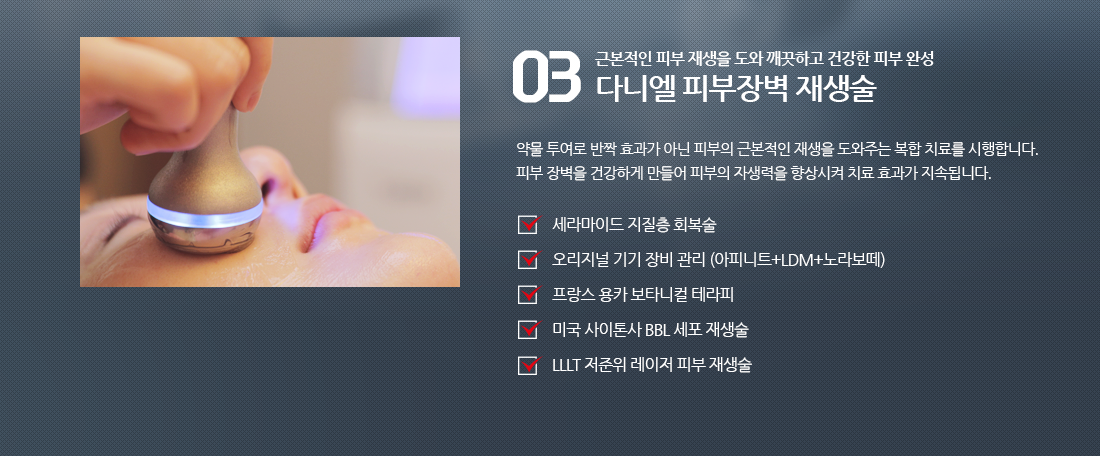 03
근본적인 피부 재생을 도와 깨끗하고 건강한 피부 완성
다니엘 피부장벽 재생술
약물 투여로 반짝 효과가 아닌 피부의 근본적인 재생을 도와주는 복합 치료를 시행합니다.
피부 장벽을 건강하게 만들어 피부의 자생력을 향상시켜 치료 효과가 지속됩니다.
세라마이드 지질층 회복술
오리지널 기기 장비 관리 (아피니트+LDM+노라보떼)
프랑스 용카 보타니컬 테라피
미국 사이톤사 BBL 세포 재생술
LLLT 저준위 레이저 피부 재생술